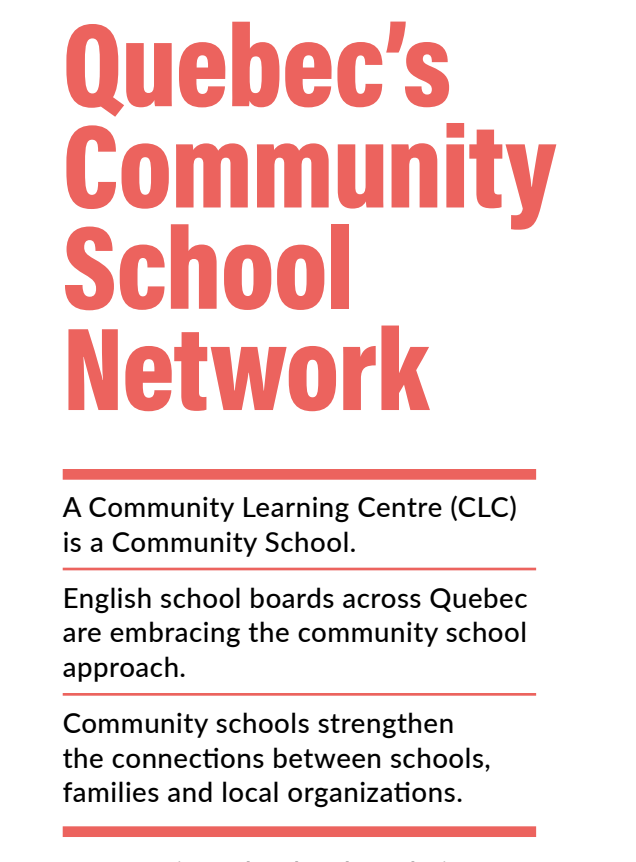 Quebec’s
Community
School
Network
A Community Learning Centre (CLC)
is a Community School.
English school boards across Quebec
are embracing the community school
approach.
Community schools strengthen
the connections between schools,
families and local organizations.